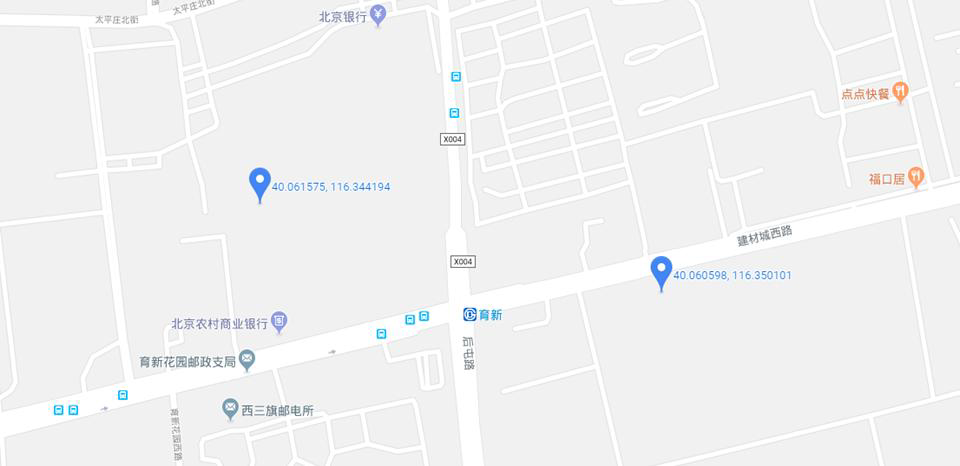 太平庄北街
太平庄北街
北京银行
点点快餐
X004
40.061575, 116.344194
福口居
建材城西路
X004
40.060598, 116.350101
育新
北京农村商业银行
后屯路
育新花园邮政支局
西三旗邮电所
育新花园西路